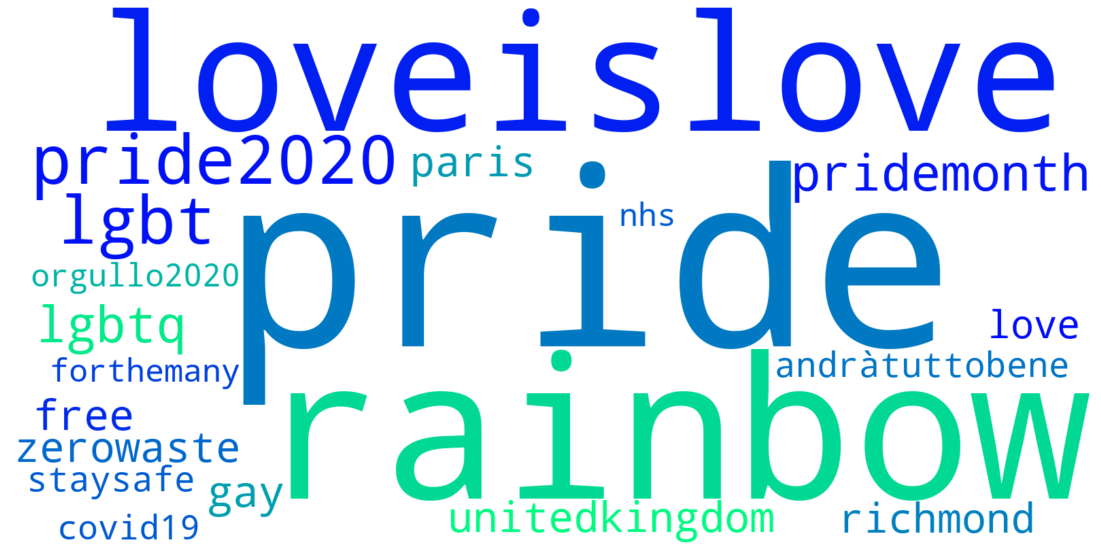 loveislove
pride2020
paris
pridemonth
lgbt
nhs
pride
orgullo2020
lgbtq
love
forthemany
andràtuttobene
rainbow
free
zerowaste
staysafe
gay
unitedkingdom
richmond
covid19